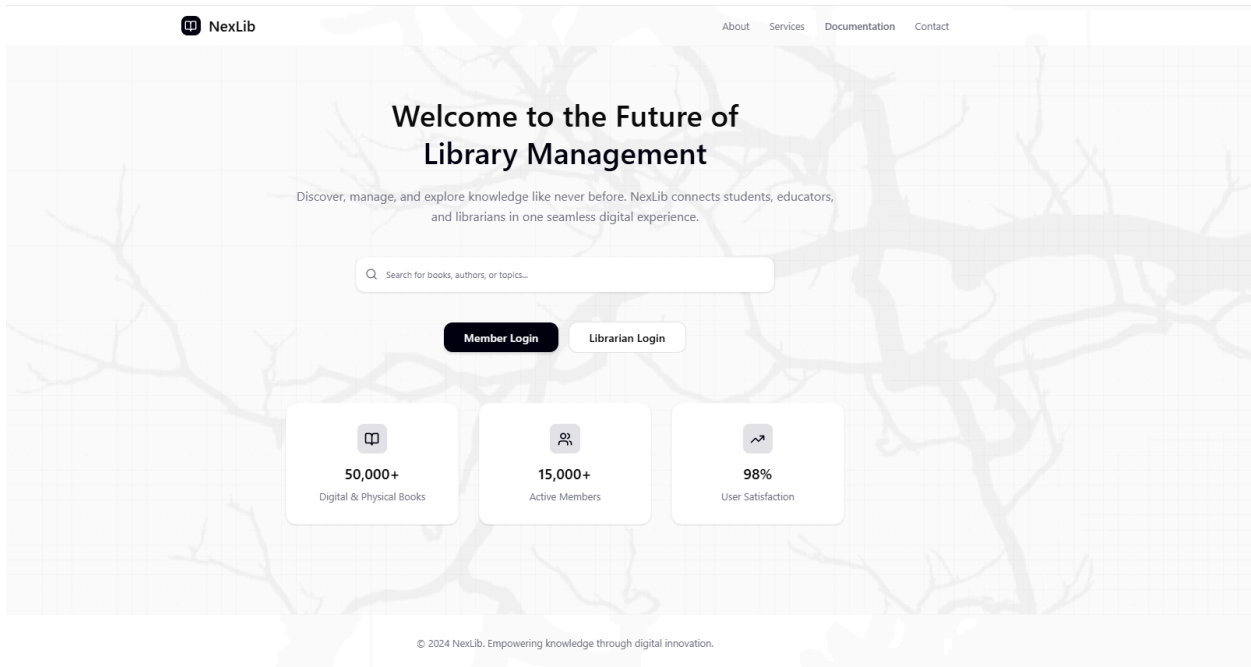 NexLib
About Services Documentation Contact
Welcome to the Future of
Library Management
Discover, manage, and explore knowledge like never before. NexLib connects students, educators,
and librarians in one seamless digital experience.
Search for books, authors, or topics...
Member Login Librarian Login
50,000+
Digital & Physical Books
15,000+
Active Members
98%
User Satisfaction
© 2024 NexLib. Empowering knowledge through digital innovation.